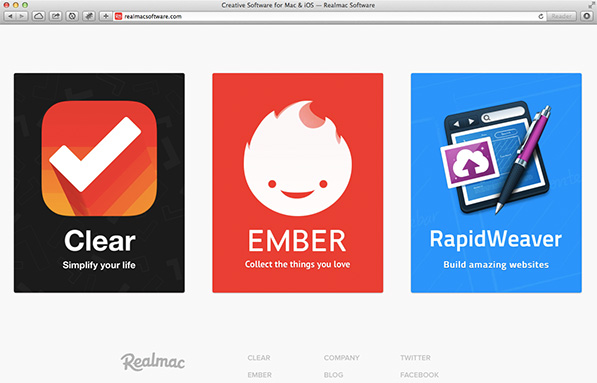 Creative Software for Mac & iOS — Realmac Software
realmacsoftware.com
Reader
Clear
Simplify your life
EMBER
Collect the things you love
RapidWeaver
Build amazing websites
Realmac
CLEAR COMPANY TWITTER
EMBER BLOG FACEBOOK